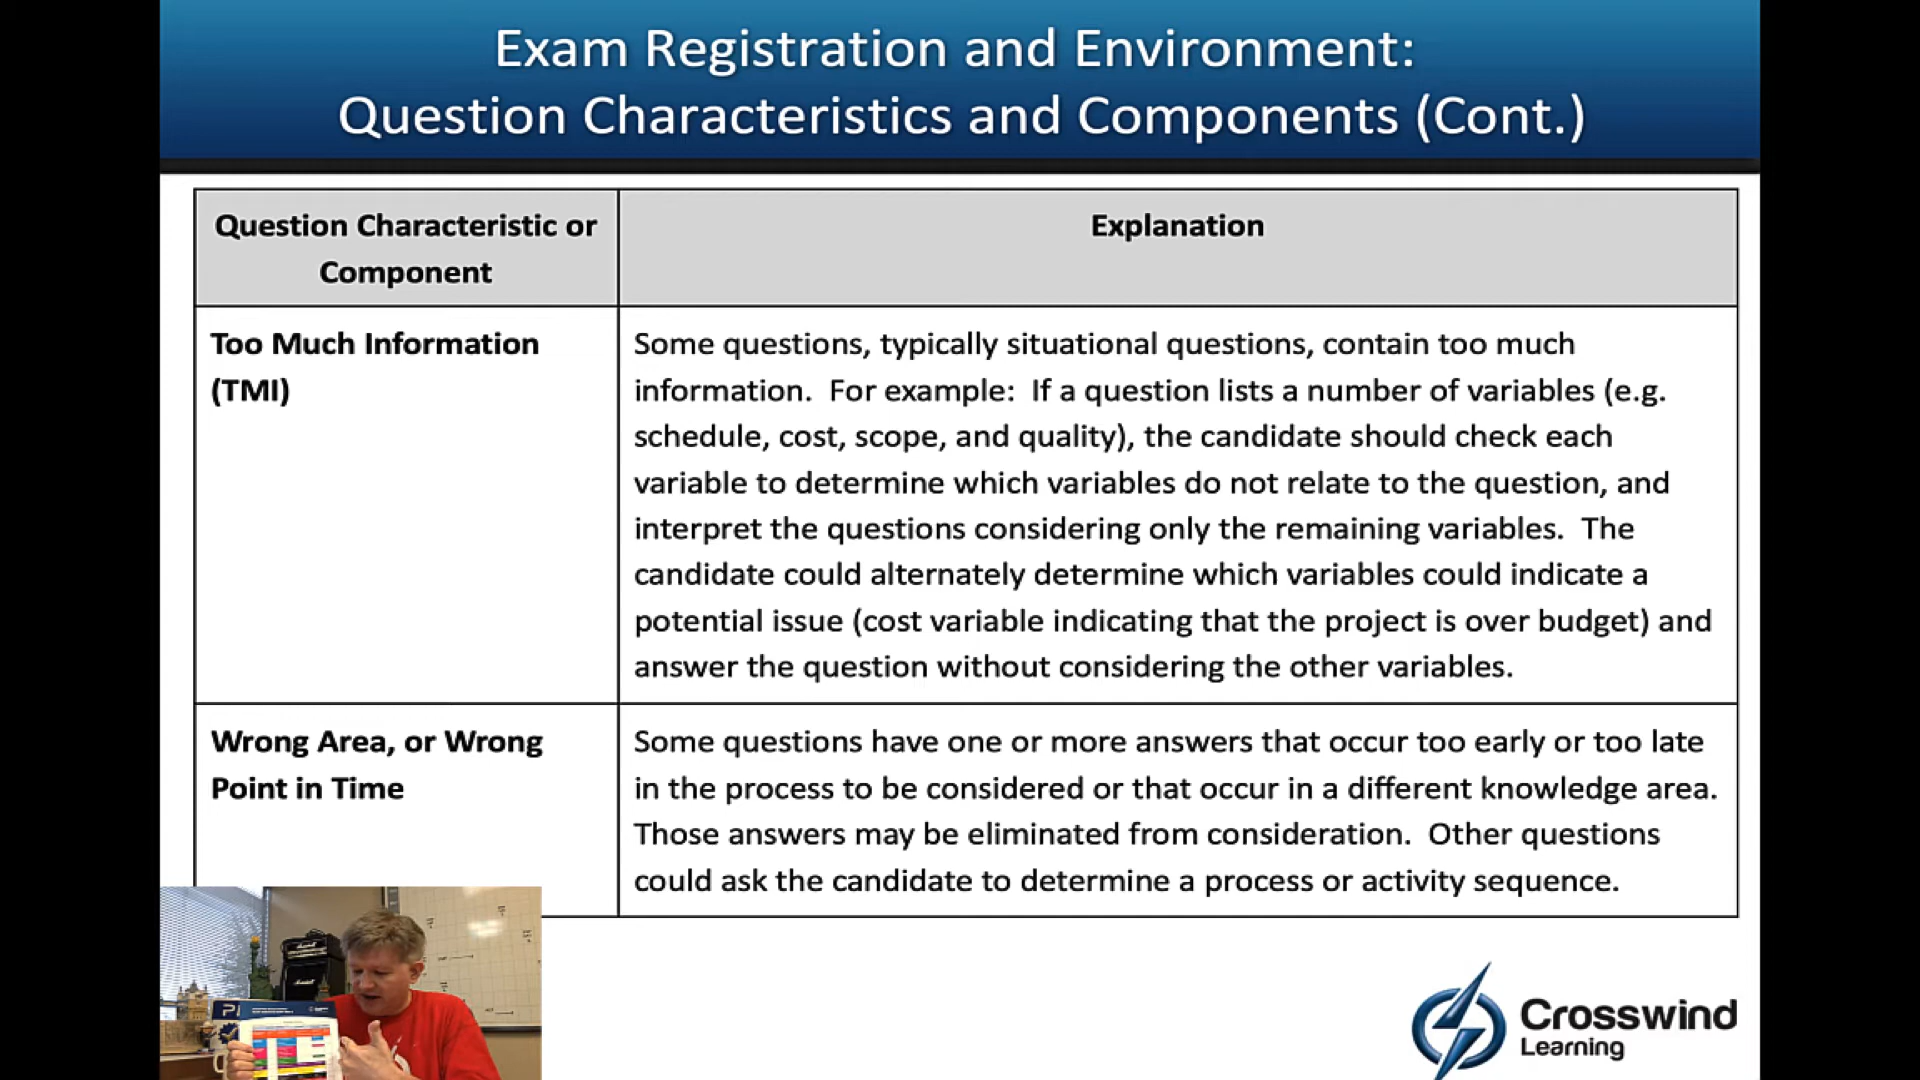 Exam Registration and Environment:
Question Characteristics and Components (Cont.)
Question Characteristic or
Component
Explanation
Too Much Information
(TMI)
Some questions, typically situational questions, contain too much
information.  For example:  If a question lists a number of variables (e.g.
schedule, cost, scope, and quality), the candidate should check each
variable to determine which variables do not relate to the question, and
interpret the questions considering only the remaining variables.  The
candidate could alternately determine which variables could indicate a
potential issue (cost variable indicating that the project is over budget) and
answer the question without considering the other variables.
Wrong Area, or Wrong
Point in Time
Some questions have one or more answers that occur too early or too late
in the process to be considered or that occur in a different knowledge area.
Those answers may be eliminated from consideration.  Other questions
could ask the candidate to determine a process or activity sequence.
Crosswind
Learning